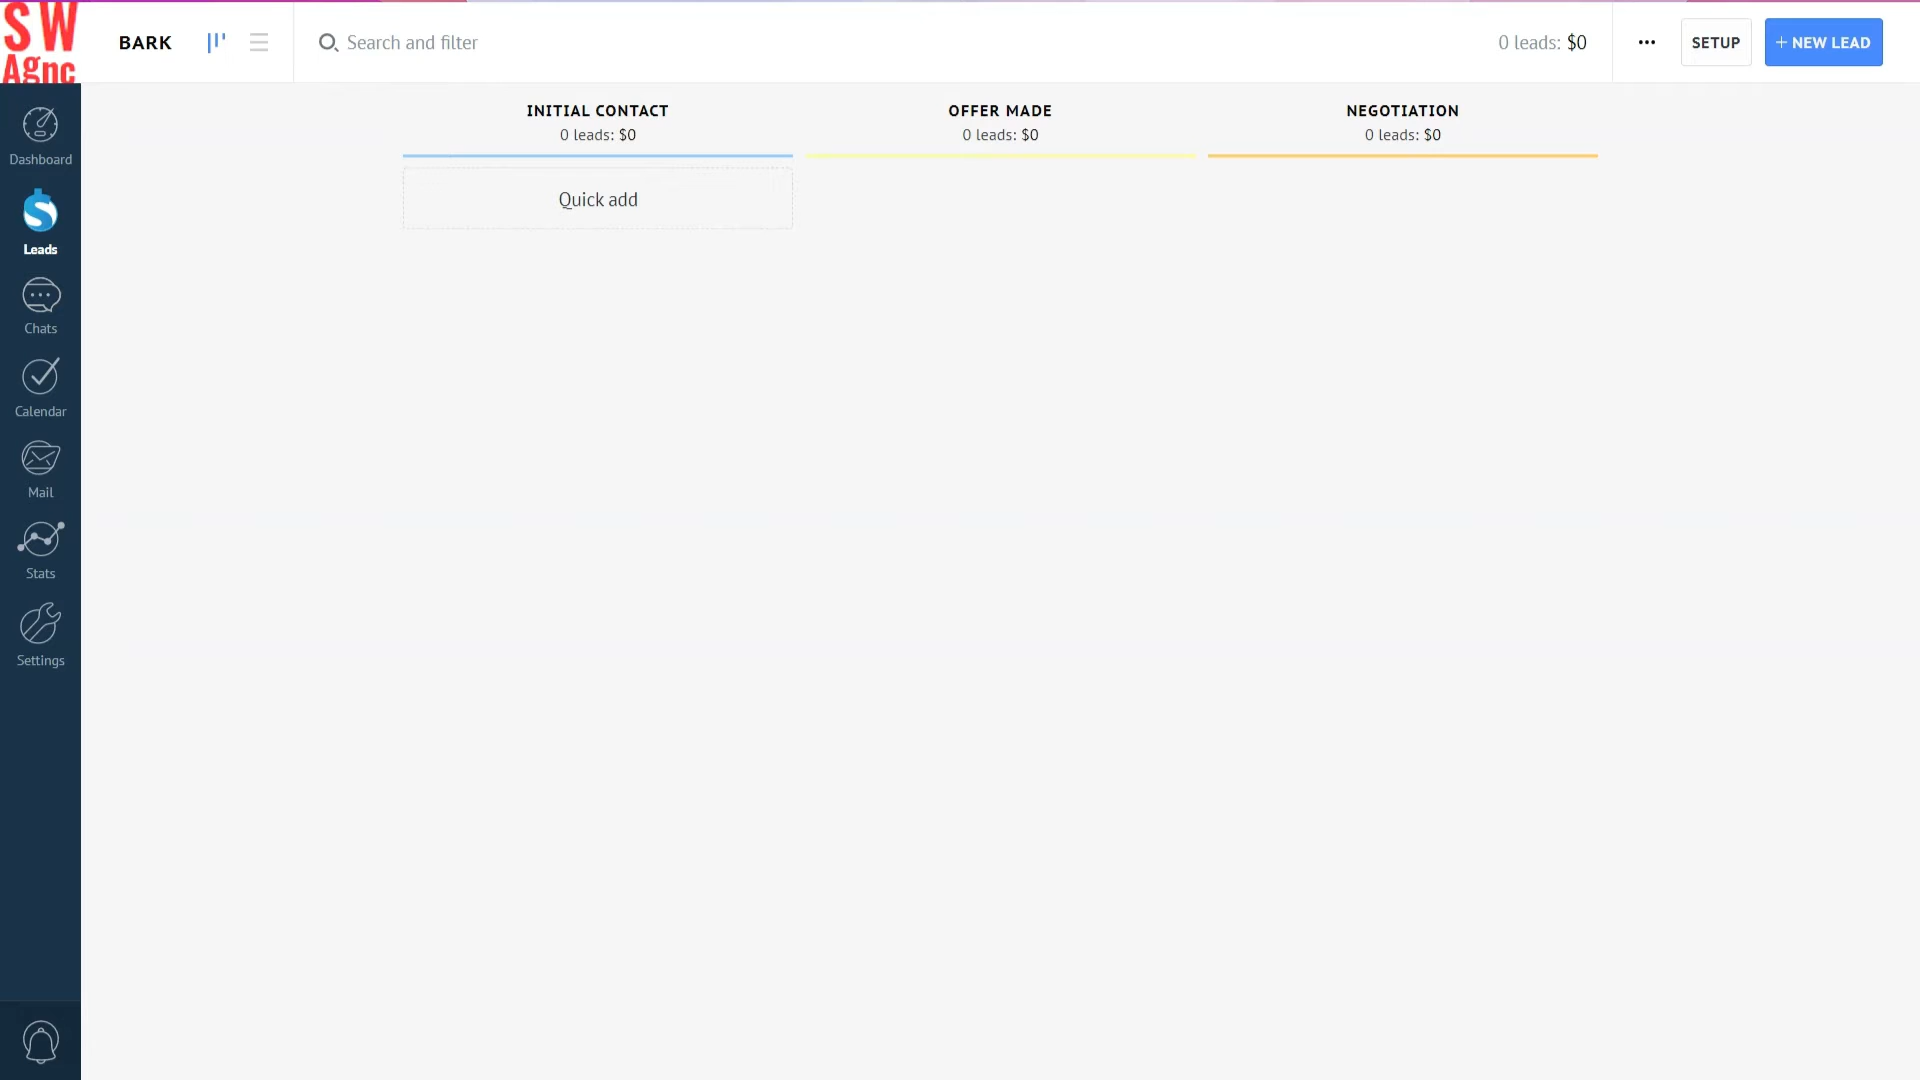 SW
Agnc
BARK
Search and filter
0 leads: $0
SETUP
+ NEW LEAD
Dashboard
Leads
Chats
Calendar
Mail
Stats
Settings
INITIAL CONTACT
0 leads: $0
Quick add
OFFER MADE
0 leads: $0
NEGOTIATION
0 leads: $0